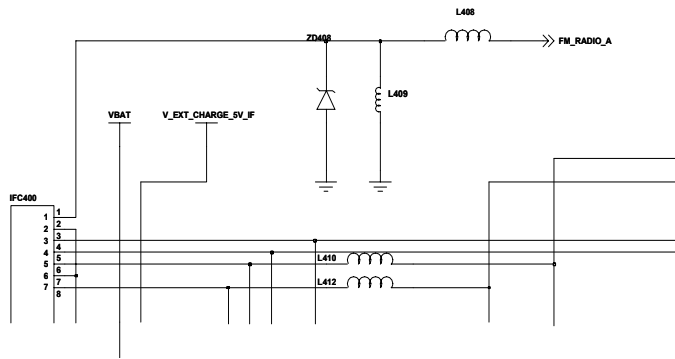 L408
ZD408
FM_RADIO_A
L409
VBAT
V_EXT_CHARGE_5V_IF
IFC400
1
1
2
2
3
3
4
4
5
5
L410
6
6
7
7
L412
8